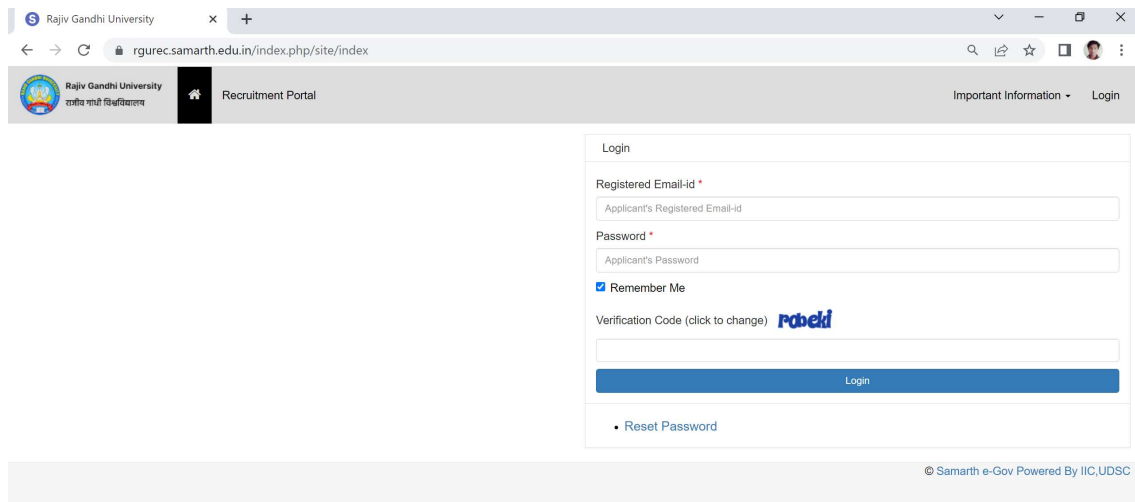 Rajiv Gandhi University
rgurec.samarth.edu.in/index.php/site/index
Rajiv Gandhi University
राजीव गांधी विश्वविद्यालय
Recruitment Portal
Important Information
Login
Login
Registered Email-id *
Applicant's Registered Email-id
Password *
Applicant's Password
Remember Me
Verification Code (click to change)
Login
Reset Password
© Samarth e-Gov Powered By IIC,UDSC